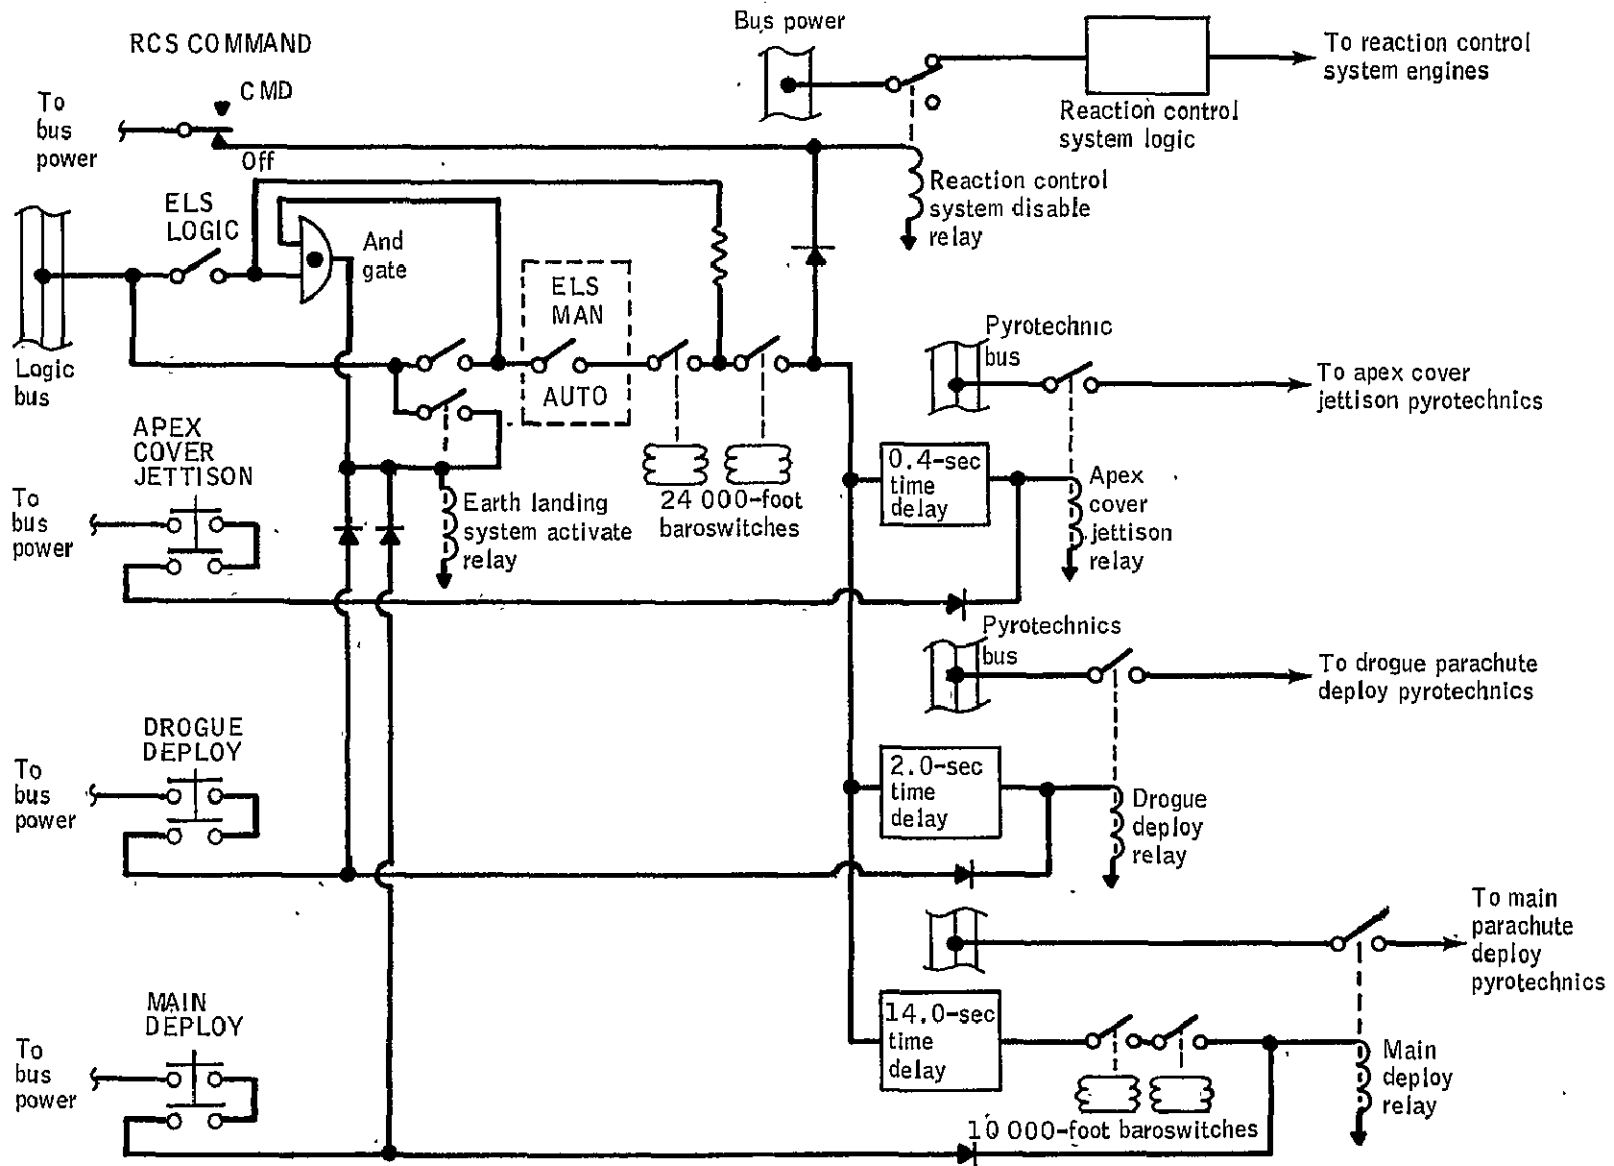 RCS COMMAND
CMD
To
bus
power
Off
Bus power
Reaction control
system logic
To reaction control
system engines
Reaction control
system disable
relay
ELS
LOGIC
And
gate
Logic
bus
ELS
MAN
AUTO
24 000-foot
baroswitches
Earth landing
system activate
relay
Pyrotechnic
bus
To apex cover
jettison pyrotechnics
0.4-sec
time
delay
Apex
cover
jettison
relay
APEX
COVER
JETTISON
To
bus
power
Pyrotechnics
bus
To drogue parachute
deploy pyrotechnics
DROGUE
DEPLOY
To
bus
power
2.0-sec
time
delay
Drogue
deploy
relay
To main
parachute
deploy
pyrotechnics
MAIN
DEPLOY
To
bus
power
14.0-sec
time
delay
10 000-foot baroswitches
Main
deploy
relay